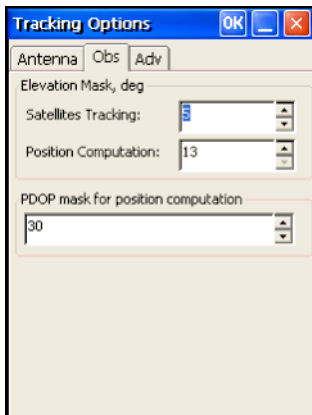 Tracking Options OK
Antenna Obs Adv
Elevation Mask, deg
Satellites Tracking: 5
Position Computation: 13
PDOP mask for position computation
30